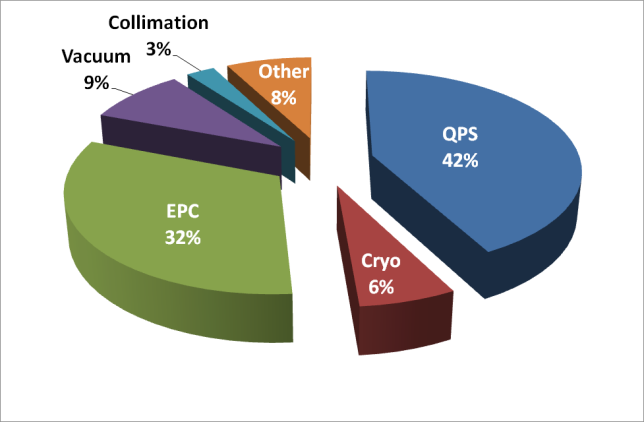 Collimation
3%
Vacuum
9%
Other
8%
QPS
42%
EPC
32%
Cryo
6%